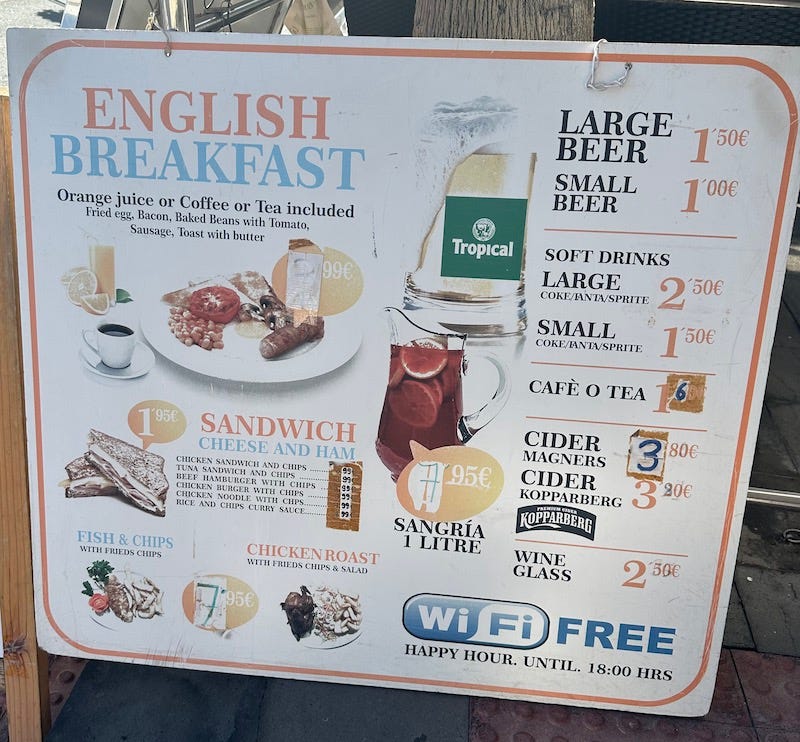 ENGLISH
BREAKFAST
Orange juice or Coffee or Tea included
Fried egg, Bacon, Baked Beans with Tomato,
Sausage, Toast with butter
99€
1'95€
SANDWICH
CHEESE AND HAM
CHICKEN SANDWICH AND CHIPS
TUNA SANDWICH AND CHIPS
BEEF HAMBURGER WITH CHIPS
CHICKEN BURGER WITH CHIPS
CHICKEN NOODLE WITH CHPS
RICE AND CHIPS CURRY SAUCE
FISH & CHIPS
WITH FRIEDS CHIPS
7'95€
CHICKEN ROAST
WITH FRIEDS CHIPS & SALAD
Tropical
7'95€
SANGRÍA
1 LITRE
LARGE BEER 1'50€
SMALL BEER 1'00€
SOFT DRINKS
LARGE 2'50€
COKE/FANTA/SPRITE
SMALL 1'50€
COKE/FANTA/SPRITE
CAFÈ O TEA 1'6
CIDER 3'80€
MAGNERS
CIDER 3'20€
KOPPARBERG
PREMIUM CIDER
KOPPARBERG
WINE GLASS 2'50€
WiFi FREE
HAPPY HOUR. UNTIL. 18:00 HRS